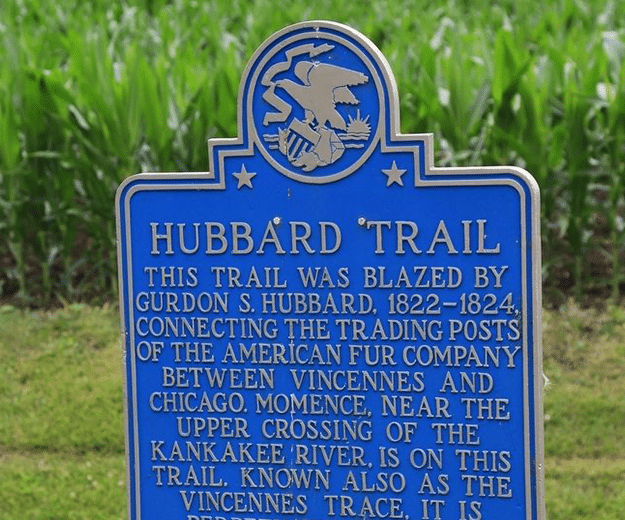 HUBBARD TRAIL
THIS TRAIL WAS BLAZED BY
GURDON S. HUBBARD, 1822-1824,
CONNECTING THE TRADING POSTS
OF THE AMERICAN FUR COMPANY
BETWEEN VINCENNES AND
CHICAGO. MOMENCE, NEAR THE
UPPER CROSSING OF THE
KANKAKEE RIVER, IS ON THIS
TRAIL. KNOWN ALSO AS THE
VINCENNES TRACE, IT IS